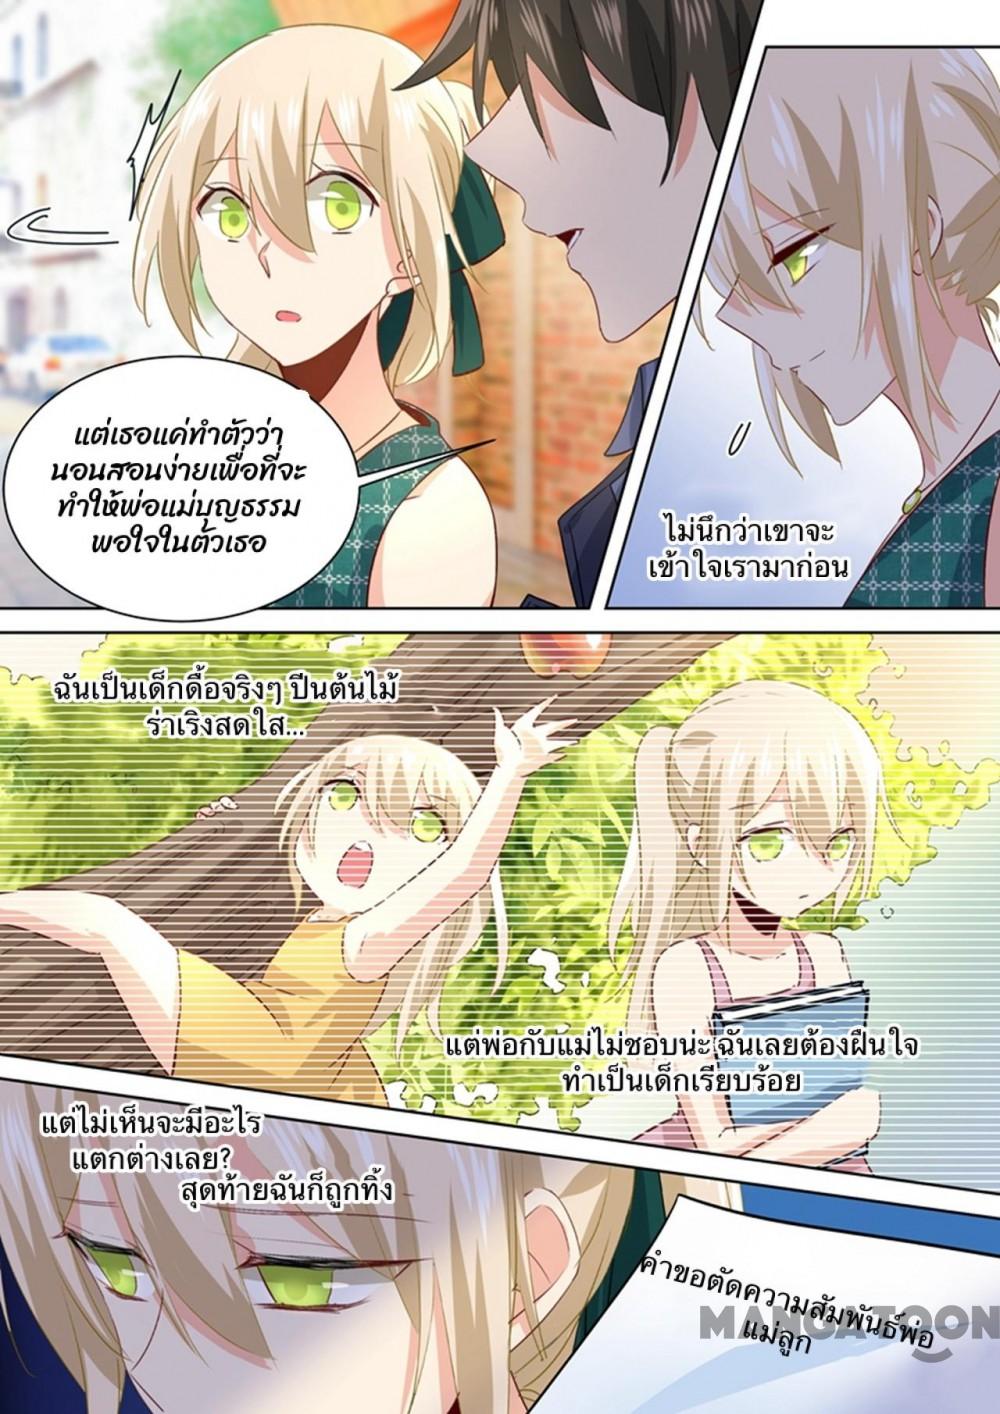 แต่เธอแค่ทำตัวว่า
นอนสอนง่ายเพื่อที่จะ
ทำให้พ่อแม่บุญธรรม
พอใจในตัวเธอ
ไม่นึกว่าเขาจะ
เข้าใจเรามาก่อน
ฉันเป็นเด็กดื้อจริงๆ ปีนต้นไม้
ร่าเริงสดใส...
แต่พ่อกับแม่ไม่ชอบน่ะ ฉันเลยต้องฝืนใจ
ทำเป็นเด็กเรียบร้อย
แต่ไม่เห็นจะมีอะไร
แตกต่างเลย?
สุดท้ายฉันก็ถูกทิ้ง
คำขอตัดความสัมพันธ์พ่อ
แม่ลูก
MANGATOON